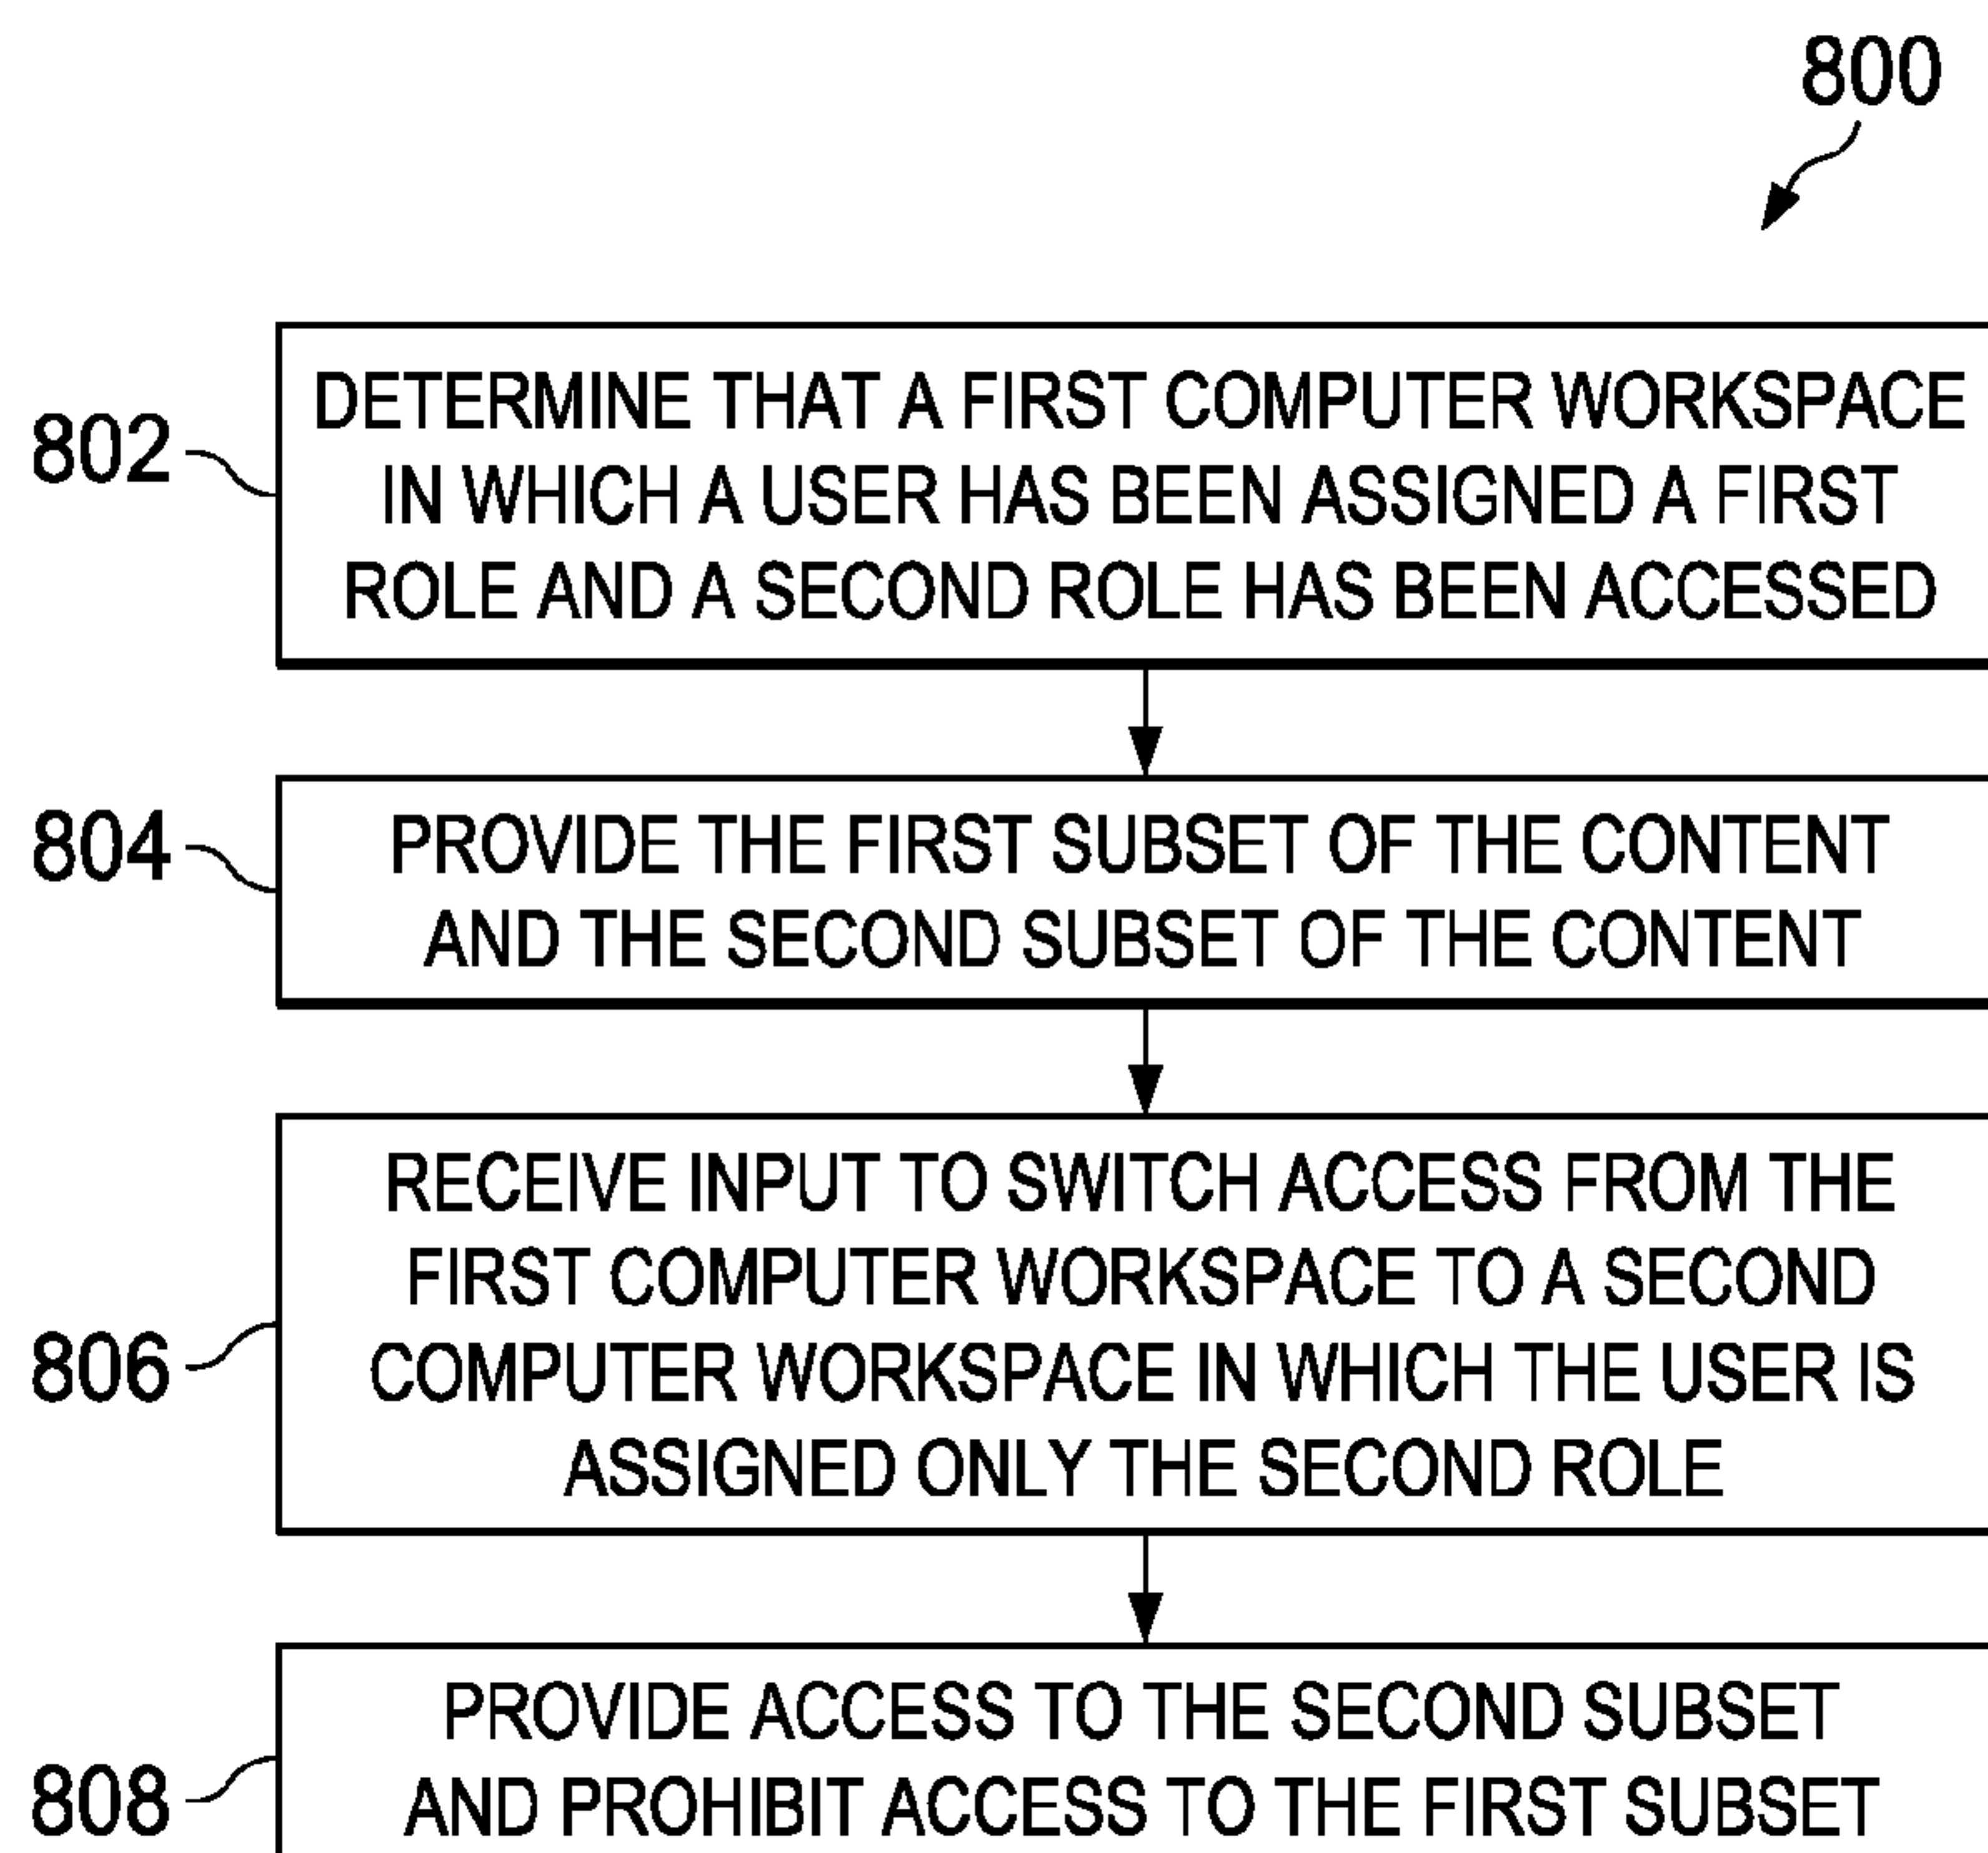 800
802
DETERMINE THAT A FIRST COMPUTER WORKSPACE
IN WHICH A USER HAS BEEN ASSIGNED A FIRST
ROLE AND A SECOND ROLE HAS BEEN ACCESSED
804
PROVIDE THE FIRST SUBSET OF THE CONTENT
AND THE SECOND SUBSET OF THE CONTENT
806
RECEIVE INPUT TO SWITCH ACCESS FROM THE
FIRST COMPUTER WORKSPACE TO A SECOND
COMPUTER WORKSPACE IN WHICH THE USER IS
ASSIGNED ONLY THE SECOND ROLE
808
PROVIDE ACCESS TO THE SECOND SUBSET
AND PROHIBIT ACCESS TO THE FIRST SUBSET